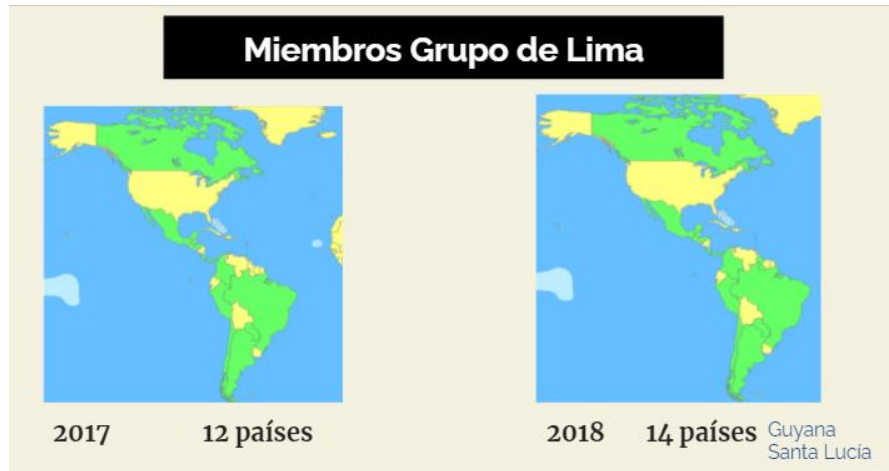 Miembros Grupo de Lima
2017 12 países
2018 14 países Guyana
Santa Lucía